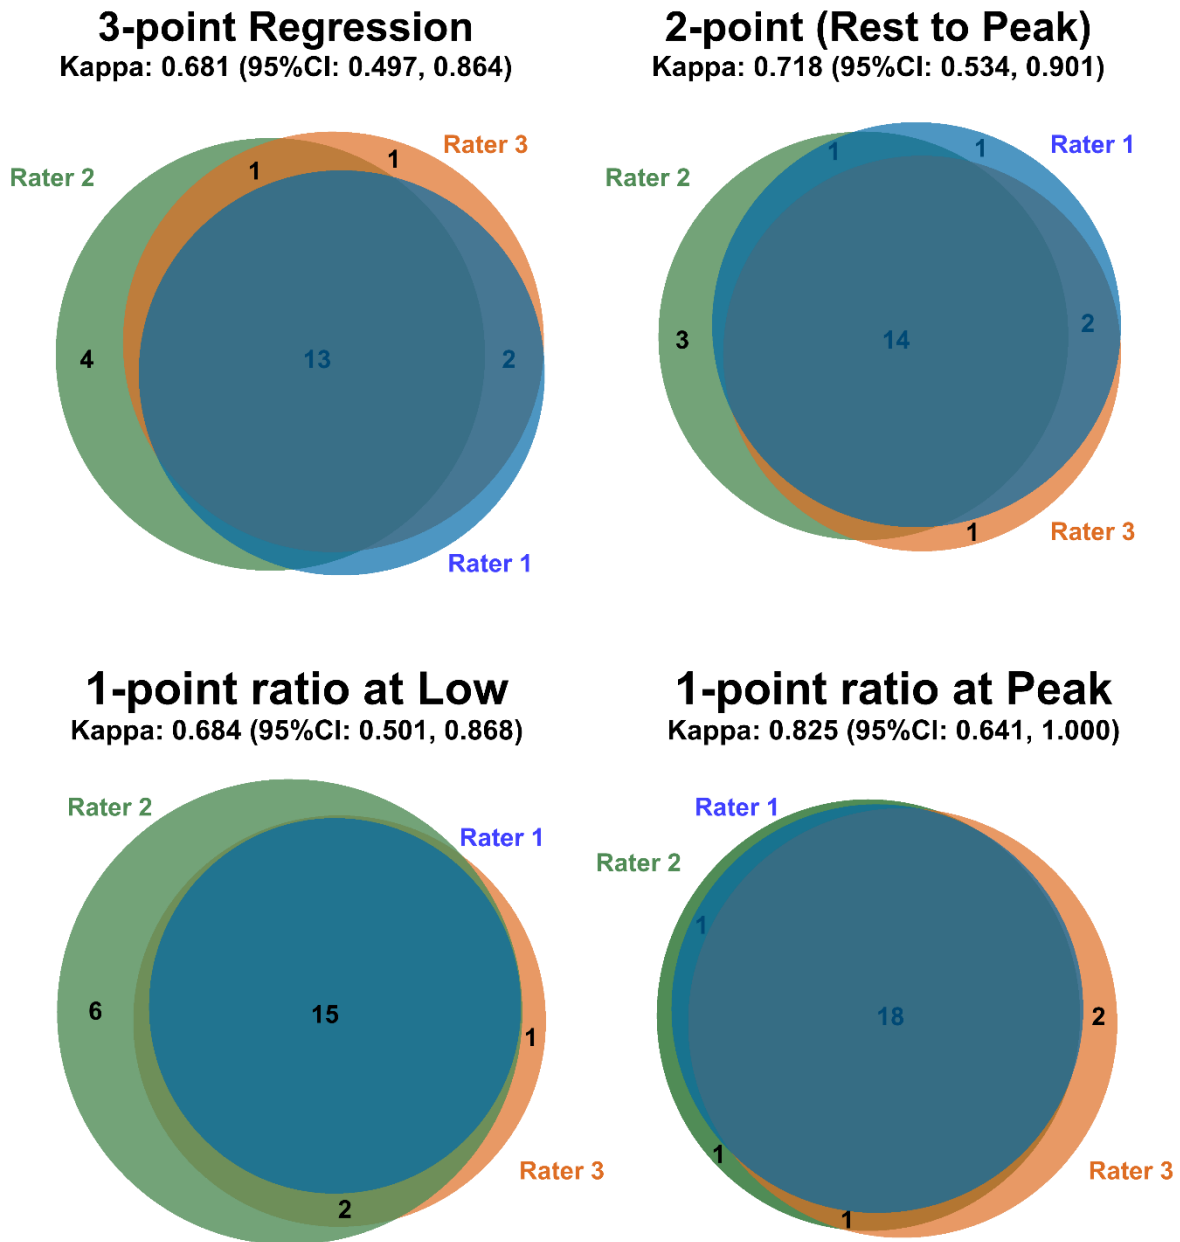 3-point Regression
Kappa: 0.681 (95%CI: 0.497, 0.864)
Rater 2
Rater 3
1
1
4
13
2
Rater 1
2-point (Rest to Peak)
Kappa: 0.718 (95%CI: 0.534, 0.901)
Rater 2
Rater 1
1
1
3
14
2
1
Rater 3
1-point ratio at Low
Kappa: 0.684 (95%CI: 0.501, 0.868)
Rater 2
Rater 1
6
15
1
Rater 3
2
1-point ratio at Peak
Kappa: 0.825 (95%CI: 0.641, 1.000)
Rater 1
Rater 2
1
18
2
1
Rater 3
1